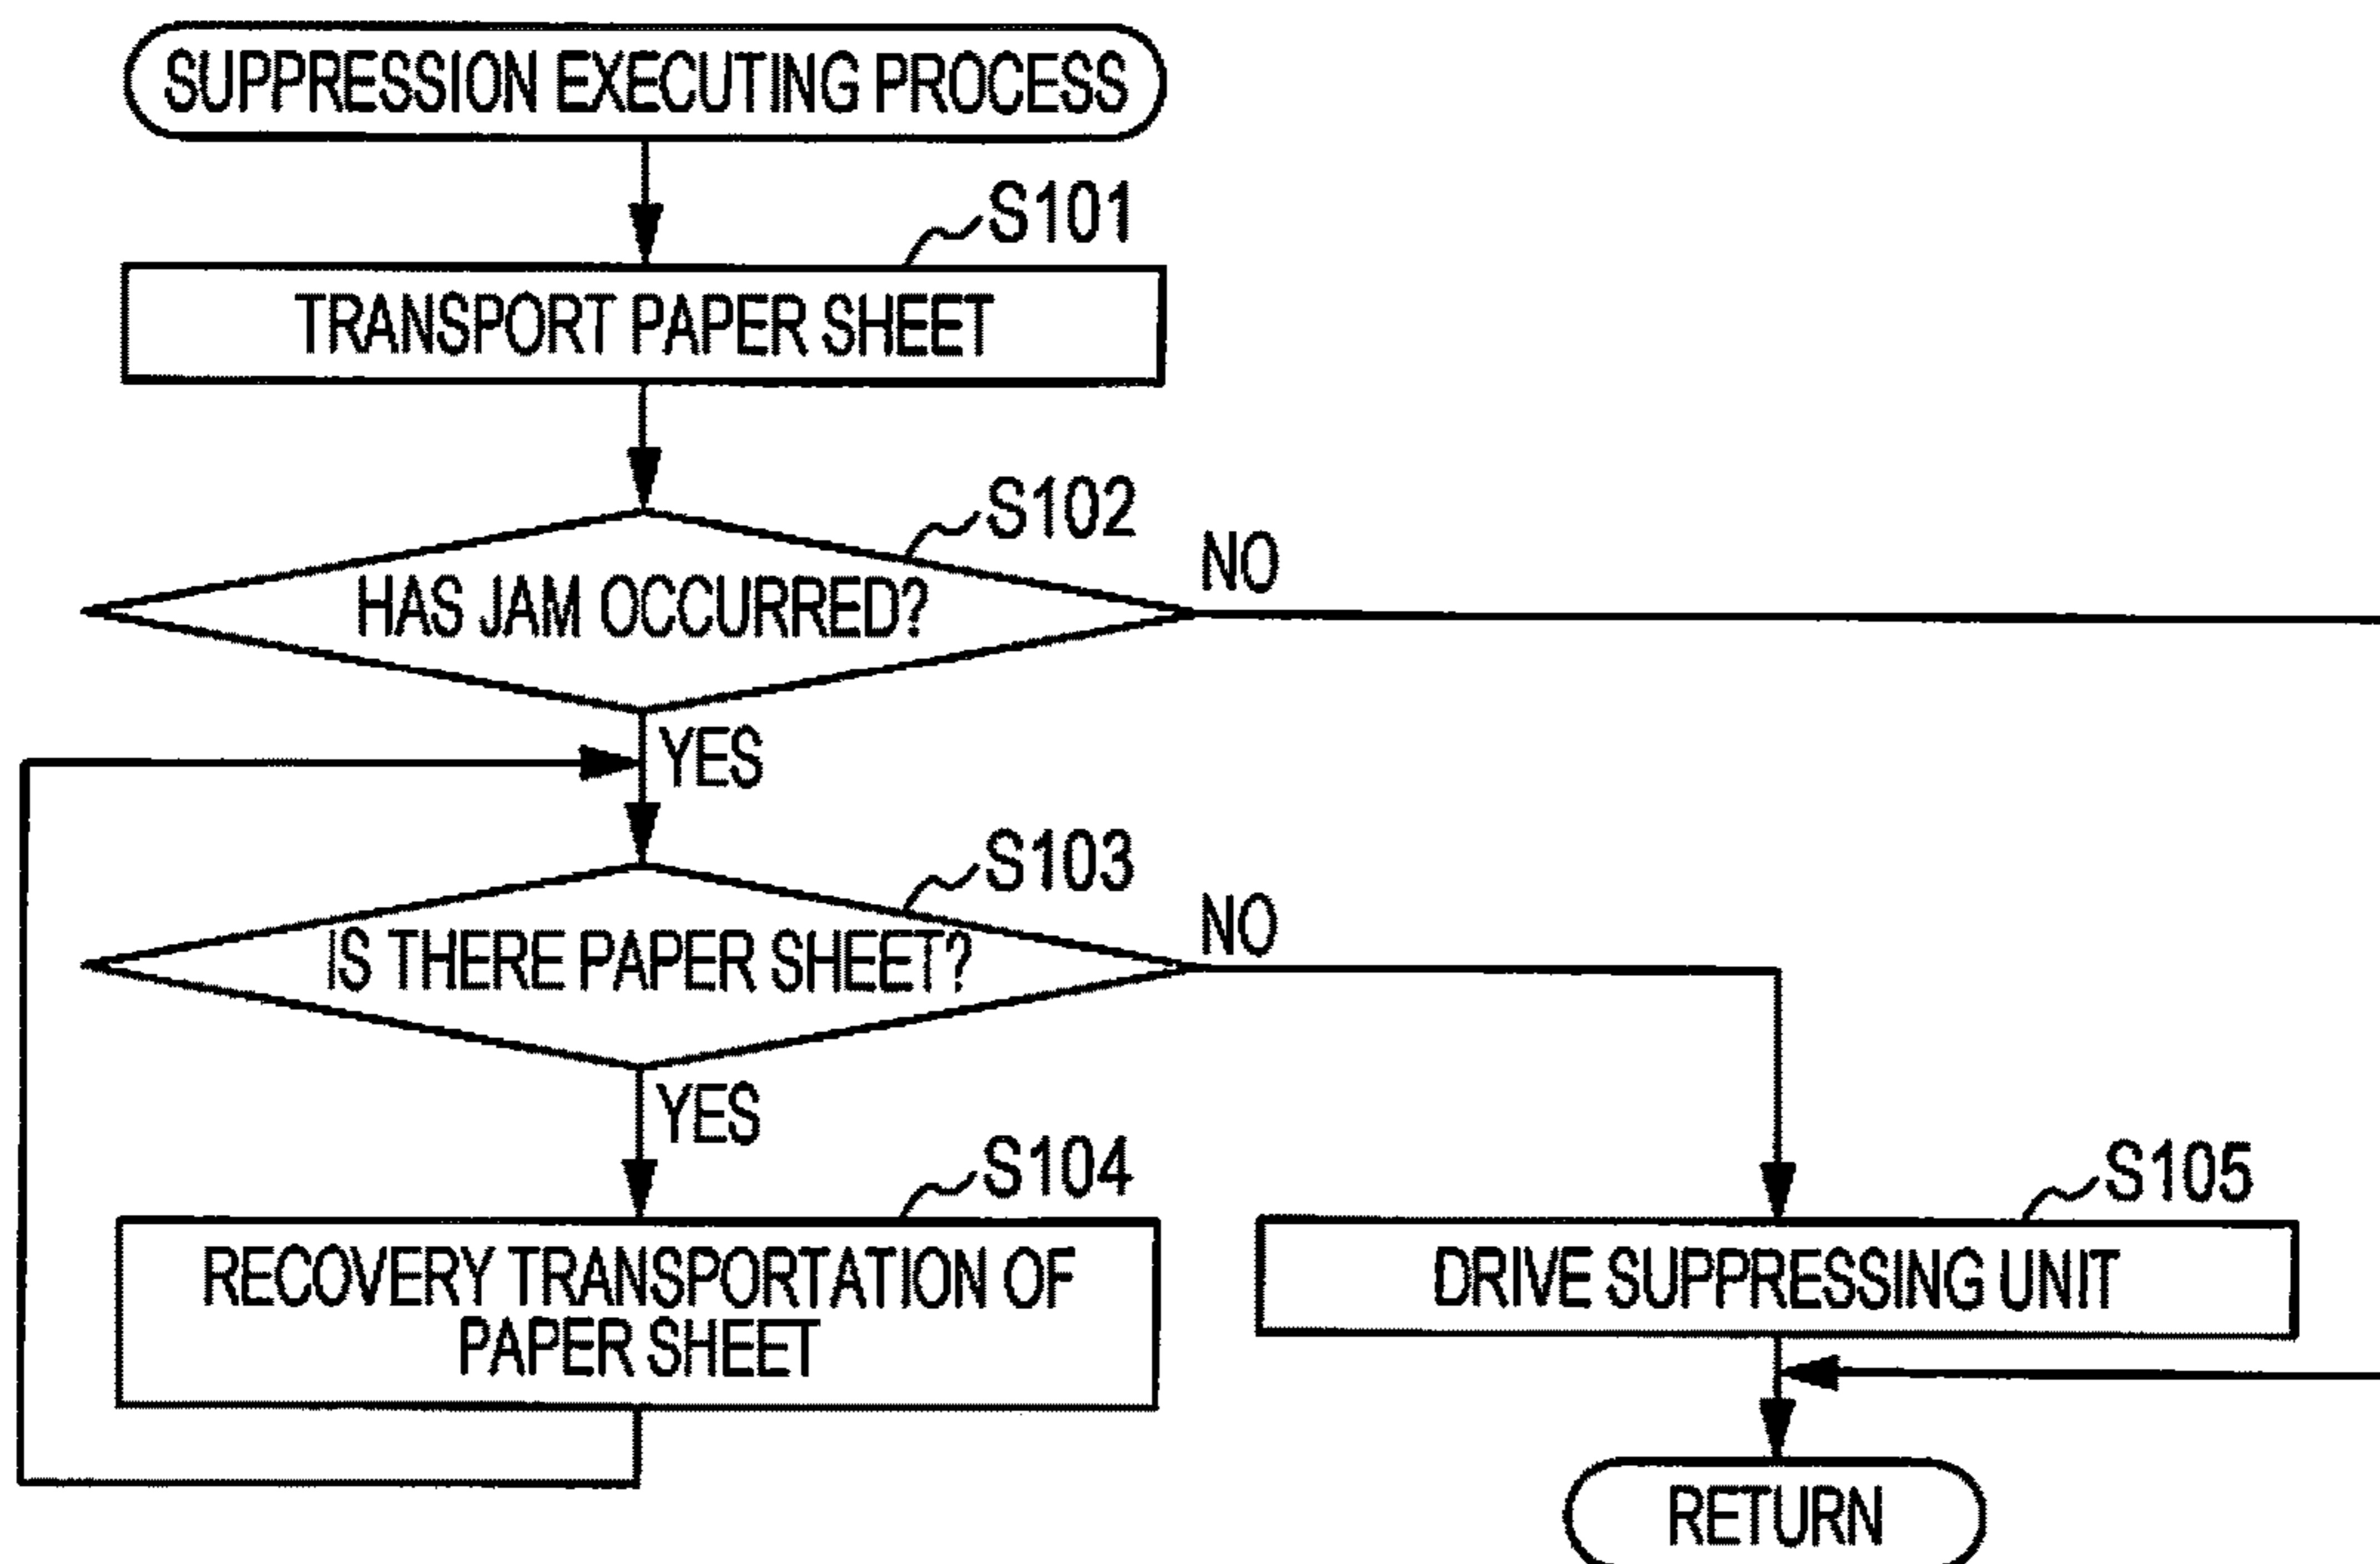 SUPPRESSION EXECUTING PROCESS
S101
TRANSPORT PAPER SHEET
S102
HAS JAM OCCURRED?
NO
YES
S103
IS THERE PAPER SHEET?
NO
YES
S104
RECOVERY TRANSPORTATION OF
PAPER SHEET
S105
DRIVE SUPPRESSING UNIT
RETURN